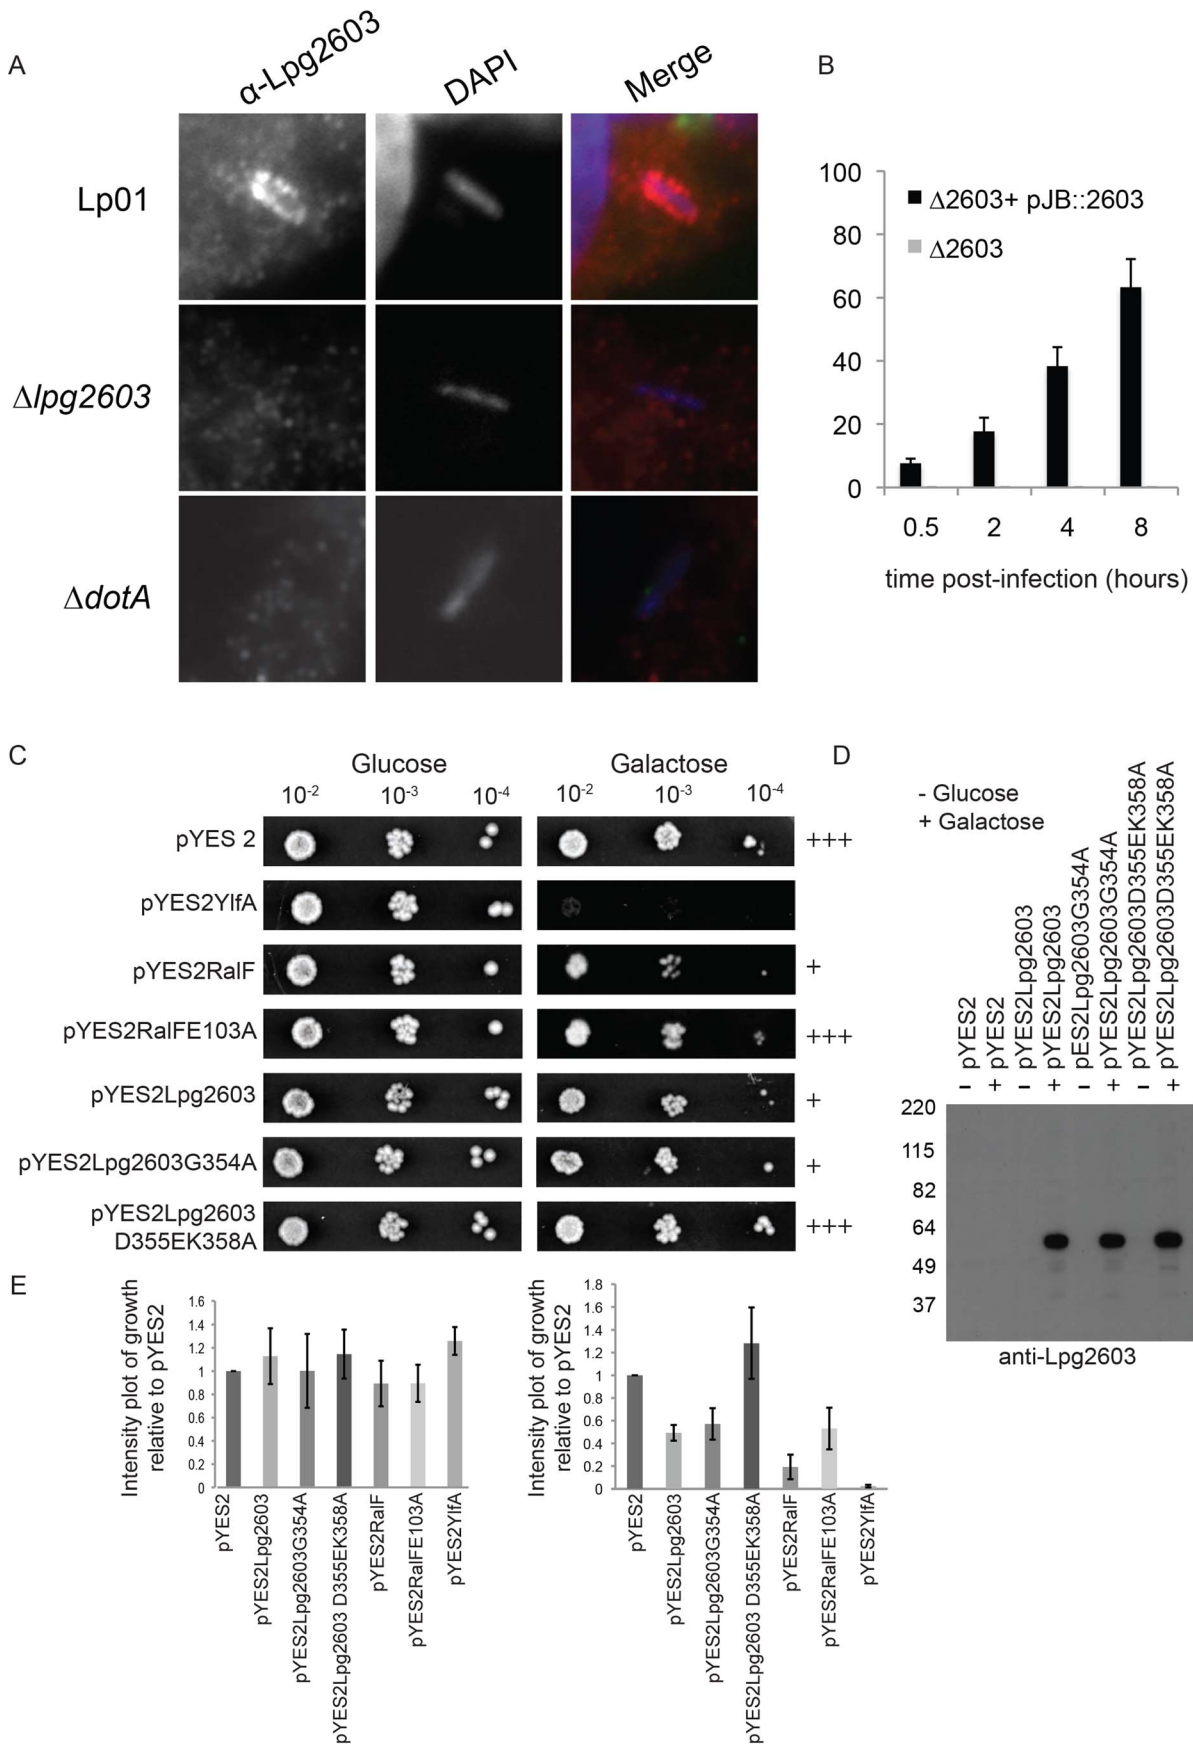 A
α-Lpg2603
DAPI
Merge
Lp01
Δlpg2603
ΔdotA
B
100
80
60
40
20
0
Δ2603+ pJB::2603
Δ2603
0.5 2 4 8
time post-infection (hours)
C
Glucose
Galactose
10-2 10-3 10-4 10-2 10-3 10-4
pYES 2 +++
pYES2YlfA
pYES2RalF +
pYES2RalFE103A +++
pYES2Lpg2603 +
pYES2Lpg2603G354A +
pYES2Lpg2603
D355EK358A +++
D
- Glucose
+ Galactose
- pYES2
+ pYES2
- pYES2Lpg2603
+ pYES2Lpg2603
- pES2Lpg2603G354A
+ pYES2Lpg2603G354A
- pYES2Lpg2603D355EK358A
+ pYES2Lpg2603D355EK358A
220
115
82
64
49
37
anti-Lpg2603
E
Intensity plot of growth
relative to pYES2
1.6
1.4
1.2
1
0.8
0.6
0.4
0.2
0
pYES2
pYES2Lpg2603
pYES2Lpg2603G354A
pYES2Lpg2603 D355EK358A
pYES2RalF
pYES2RalFE103A
pYES2YlfA
Intensity plot of growth
relative to pYES2
1.8
1.6
1.4
1.2
1
0.8
0.6
0.4
0.2
0
pYES2
pYES2Lpg2603
pYES2Lpg2603G354A
pYES2Lpg2603 D355EK358A
pYES2RalF
pYES2RalFE103A
pYES2YlfA